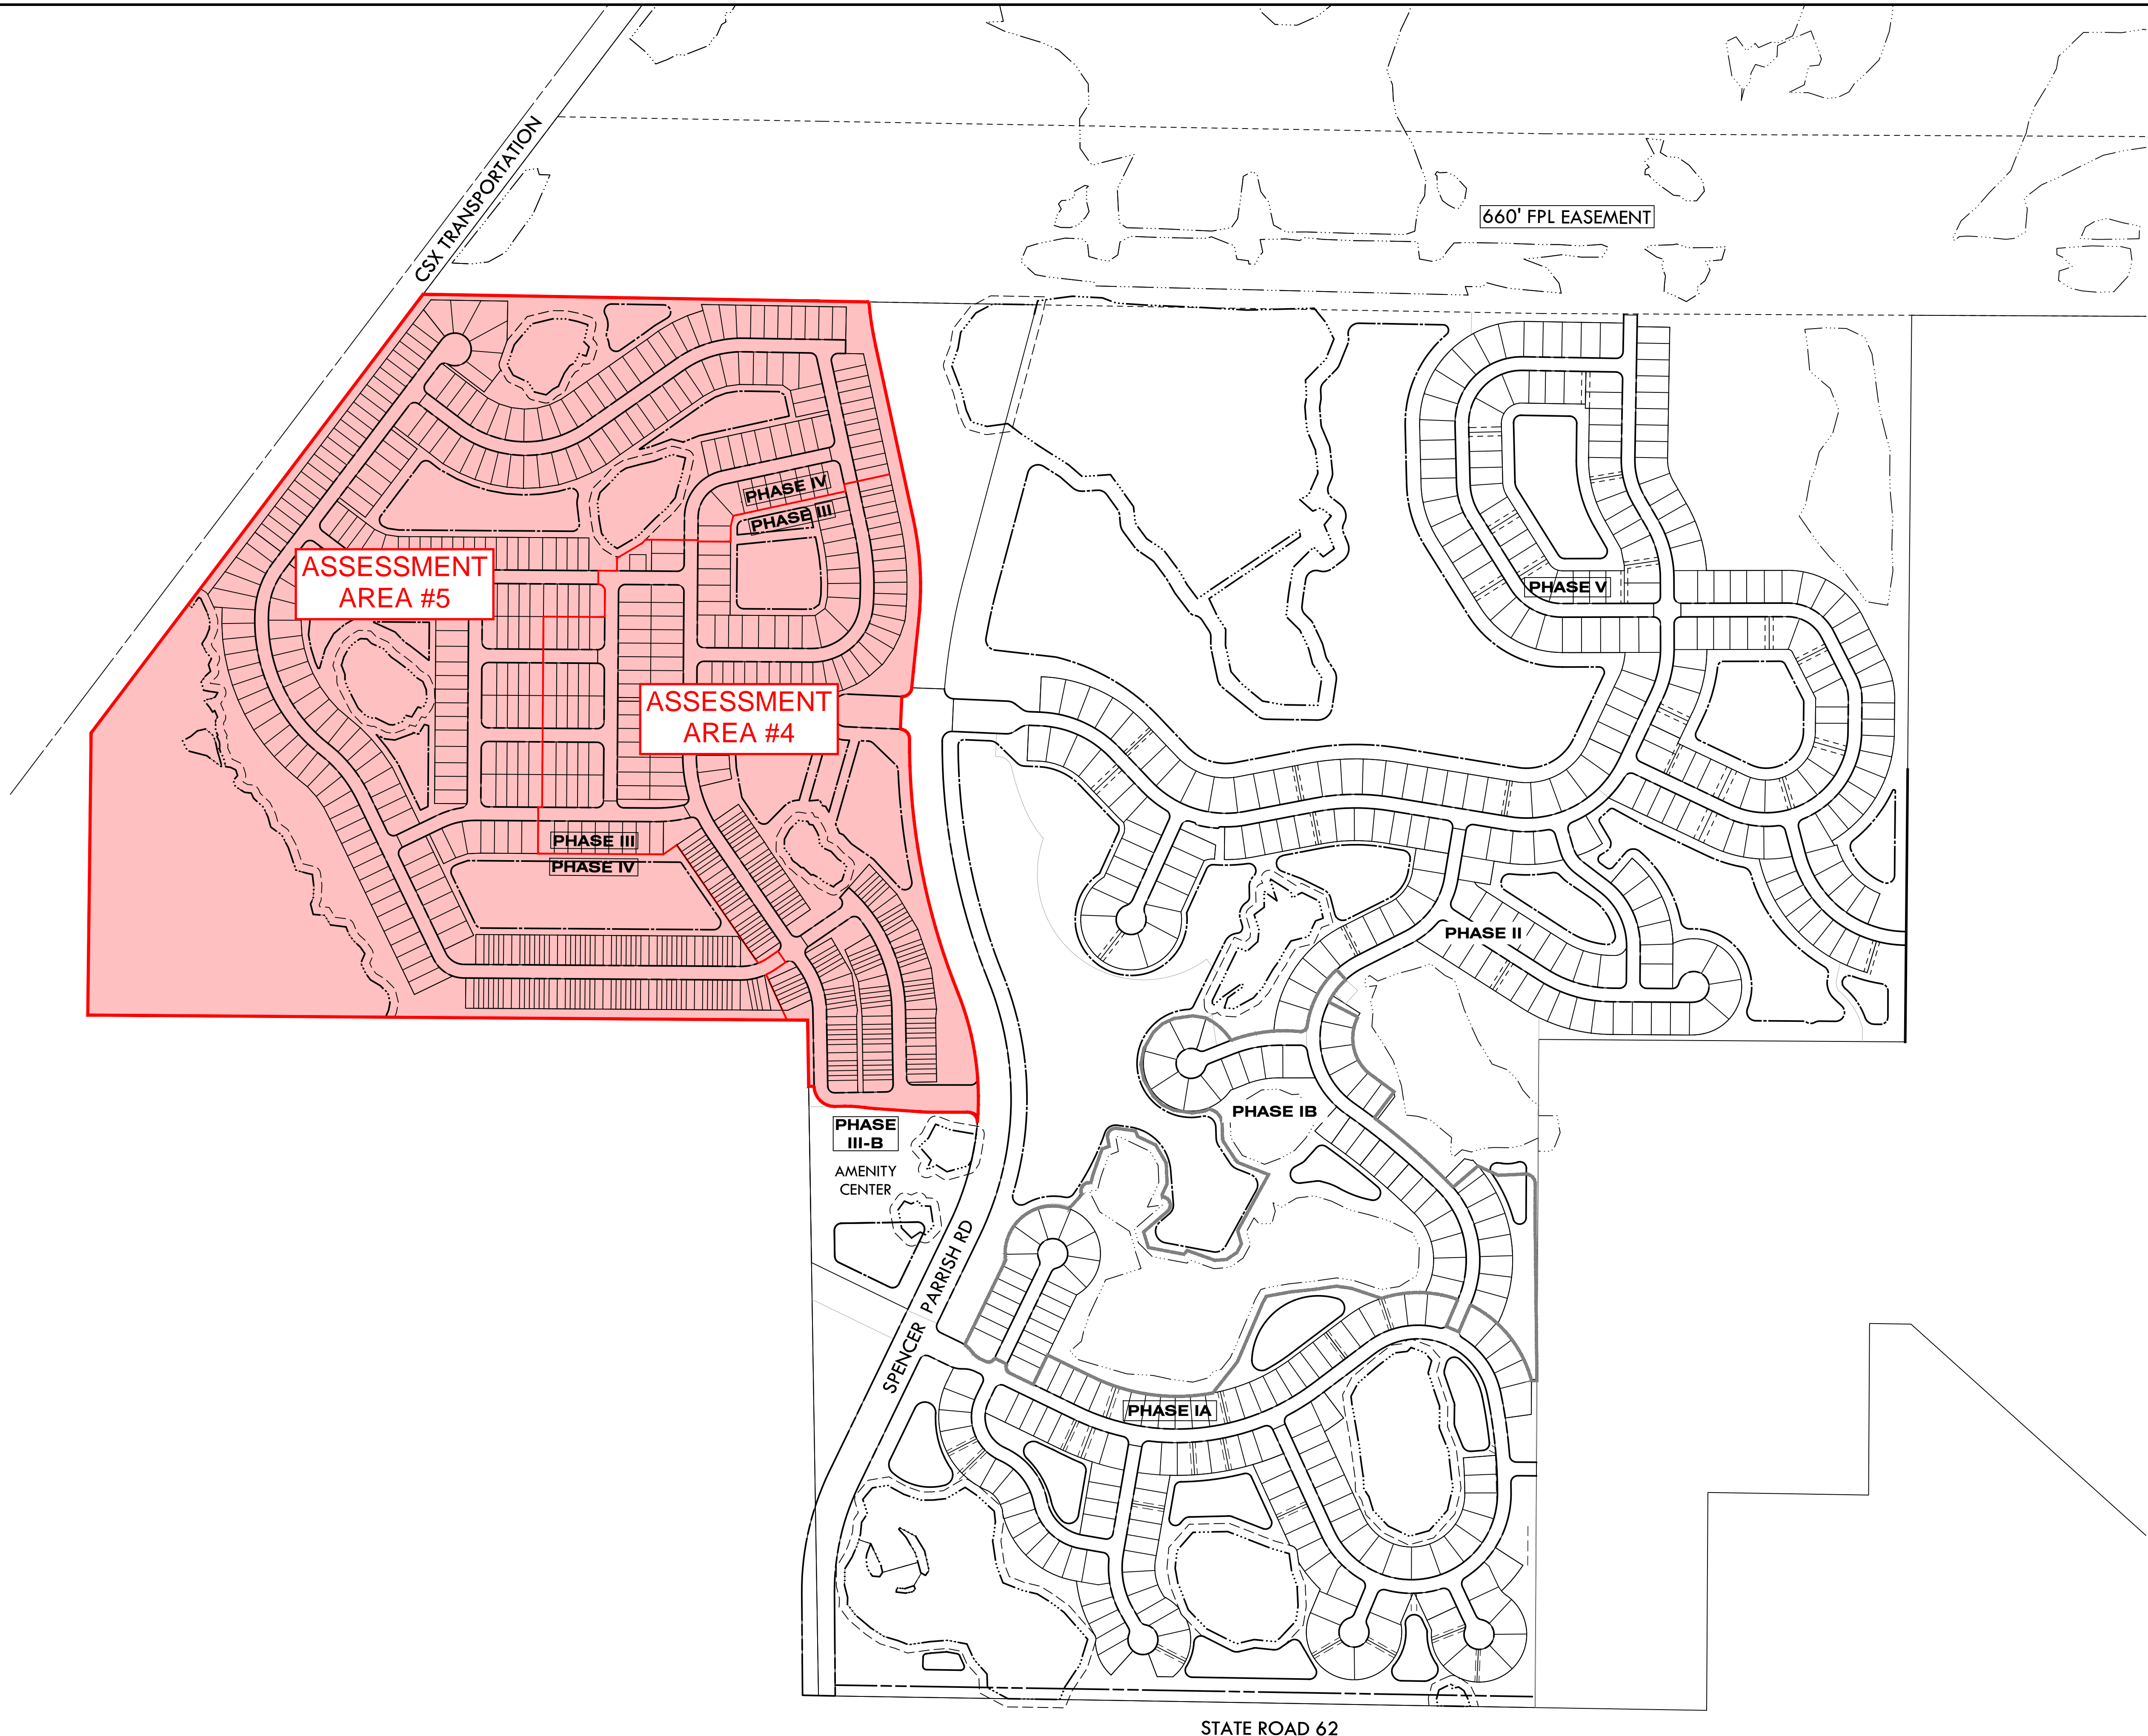 CSX TRANSPORTATION
660' FPL EASEMENT
PHASE IV
PHASE III
ASSESSMENT
AREA #5
PHASE V
ASSESSMENT
AREA #4
PHASE III
PHASE IV
PHASE II
PHASE IB
PHASE
III-B
AMENITY
CENTER
SPENCER PARRISH RD
PHASE IA
STATE ROAD 62